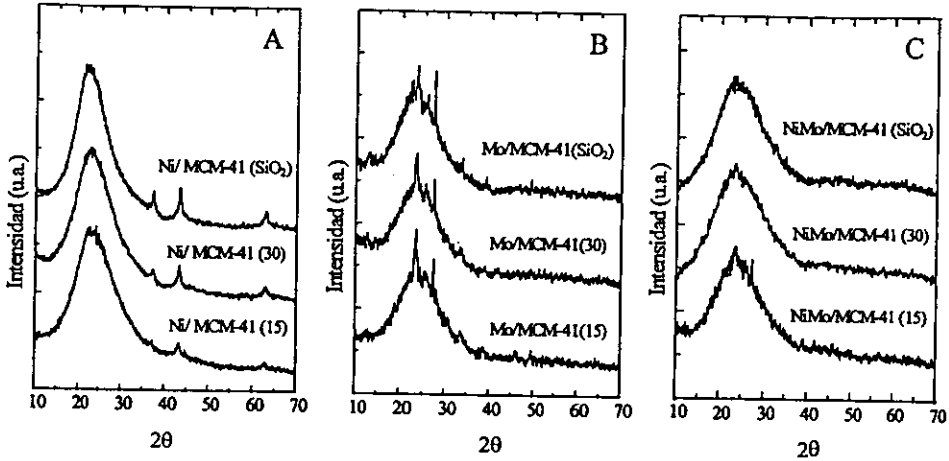 A
Intensidad (u.a.)
Ni/ MCM-41 (SiO₂)
Ni/ MCM-41 (30)
Ni/ MCM-41 (15)
10 20 30 40 50 60 70
2θ
B
Intensidad (u.a.)
Mo/MCM-41(SiO₂)
Mo/MCM-41(30)
Mo/MCM-41(15)
10 20 30 40 50 60 70
2θ
C
Intensidad (u.a.)
NiMo/MCM-41 (SiO₂)
NiMo/MCM-41 (30)
NiMo/MCM-41 (15)
10 20 30 40 50 60 70
2θ